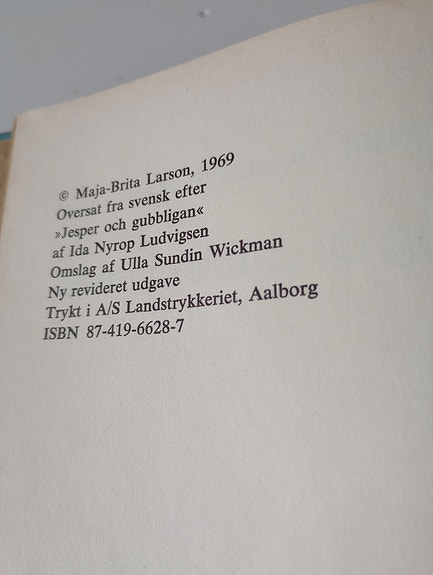 © Maja-Brita Larson, 1969
Oversat fra svensk efter
»Jesper och gubbligan«
af Ida Nyrop Ludvigsen
Omslag af Ulla Sundin Wickman
Ny revideret udgave
Trykt i A/S Landstrykkeriet, Aalborg
ISBN 87-419-6628-7